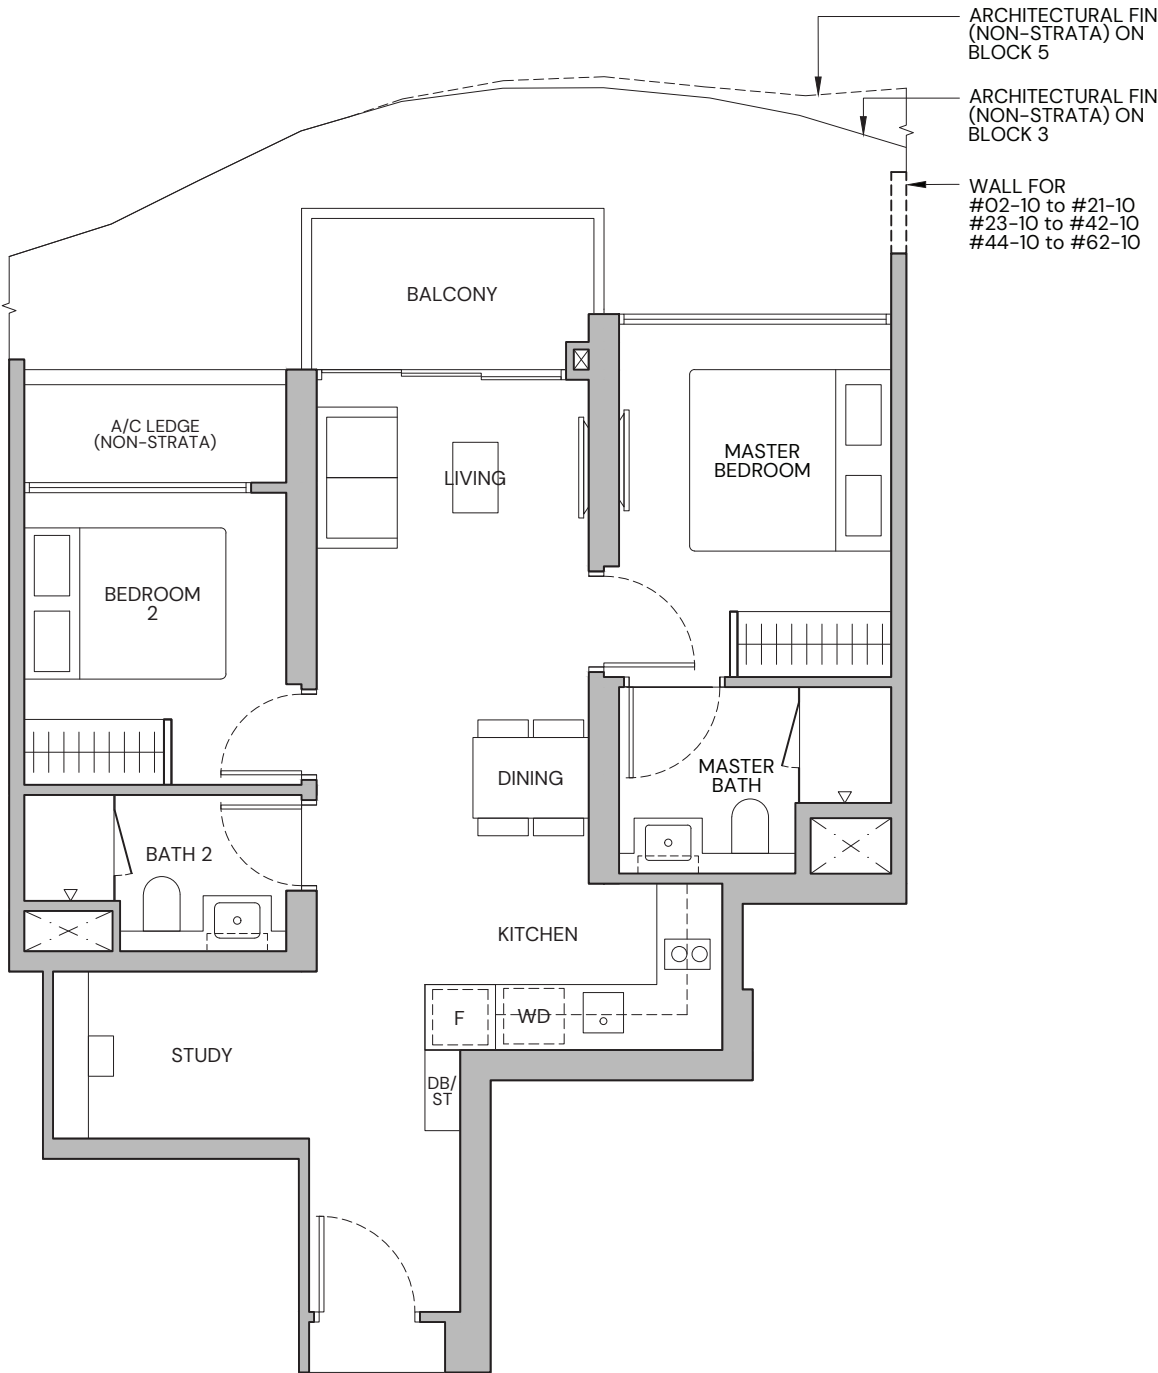 ARCHITECTURAL FIN
(NON-STRATA) ON
BLOCK 5
ARCHITECTURAL FIN
(NON-STRATA) ON
BLOCK 3
WALL FOR
#02-10 to #21-10
#23-10 to #42-10
#44-10 to #62-10
BALCONY
A/C LEDGE
(NON-STRATA)
LIVING
MASTER
BEDROOM
BEDROOM
2
DINING
MASTER
BATH
BATH 2
KITCHEN
F
WD
STUDY
DB/
ST